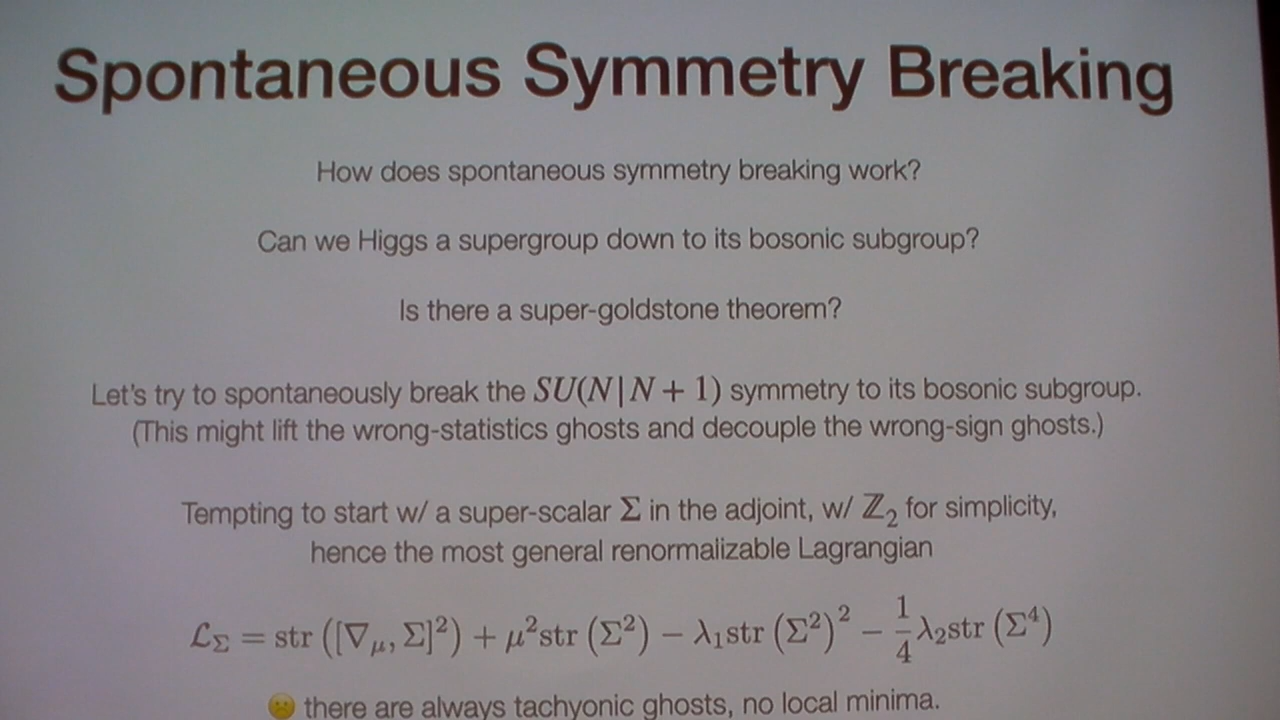 Spontaneous Symmetry Breaking
How does spontaneous symmetry breaking work?
Can we Higgs a supergroup down to its bosonic subgroup?
Is there a super-goldstone theorem?
Let's try to spontaneously break the SU(N|N + 1) symmetry to its bosonic subgroup.
(This might lift the wrong-statistics ghosts and decouple the wrong-sign ghosts.)
Tempting to start w/ a super-scalar Σ in the adjoint, w/ ℤ₂ for simplicity,
hence the most general renormalizable Lagrangian
ℒ_Σ = str ([∇_μ, Σ]²) + μ²str (Σ²) − λ₁str (Σ²)² − 1/4 λ₂str (Σ⁴)
🙁 there are always tachyonic ghosts, no local minima.